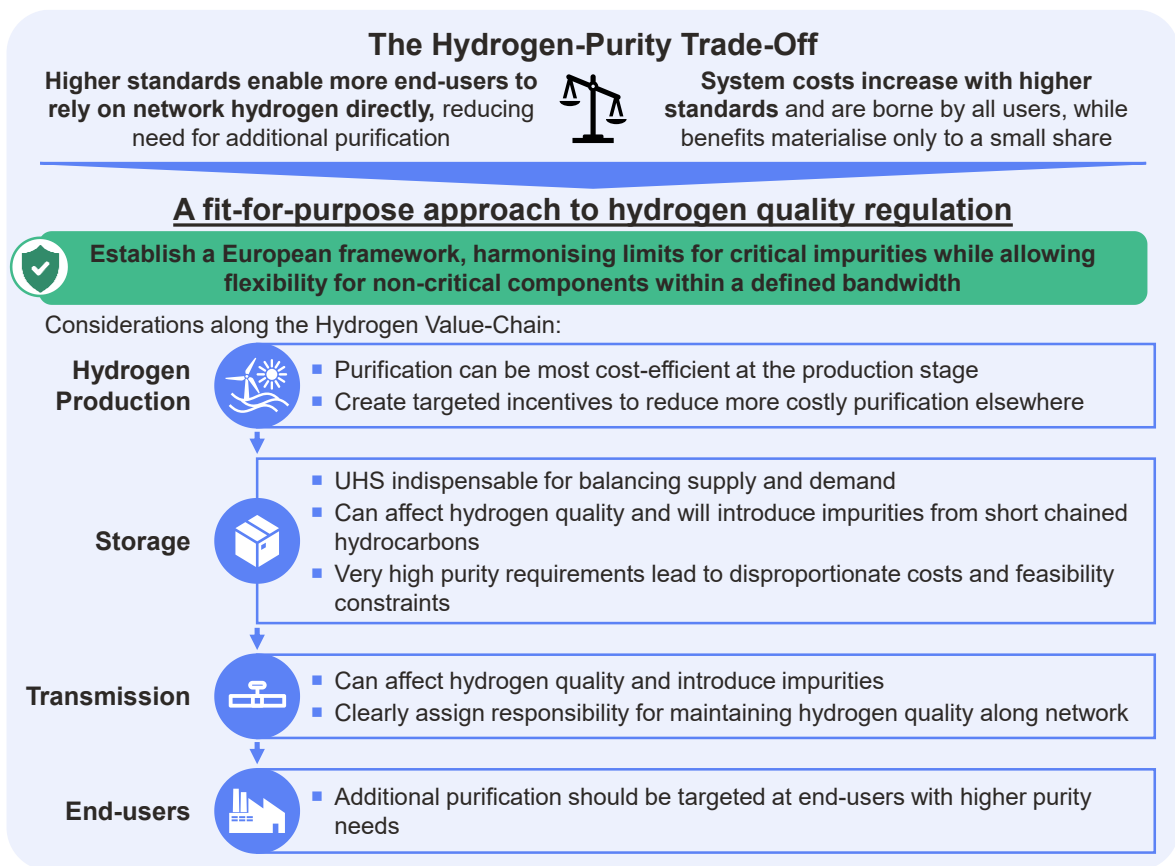 The Hydrogen-Purity Trade-Off
Higher standards enable more end-users to
rely on network hydrogen directly, reducing
need for additional purification
System costs increase with higher
standards and are borne by all users, while
benefits materialise only to a small share
A fit-for-purpose approach to hydrogen quality regulation
Establish a European framework, harmonising limits for critical impurities while allowing
flexibility for non-critical components within a defined bandwidth
Considerations along the Hydrogen Value-Chain:
Hydrogen
Production
Purification can be most cost-efficient at the production stage
Create targeted incentives to reduce more costly purification elsewhere
Storage
UHS indispensable for balancing supply and demand
Can affect hydrogen quality and will introduce impurities from short chained
hydrocarbons
Very high purity requirements lead to disproportionate costs and feasibility
constraints
Transmission
Can affect hydrogen quality and introduce impurities
Clearly assign responsibility for maintaining hydrogen quality along network
End-users
Additional purification should be targeted at end-users with higher purity
needs